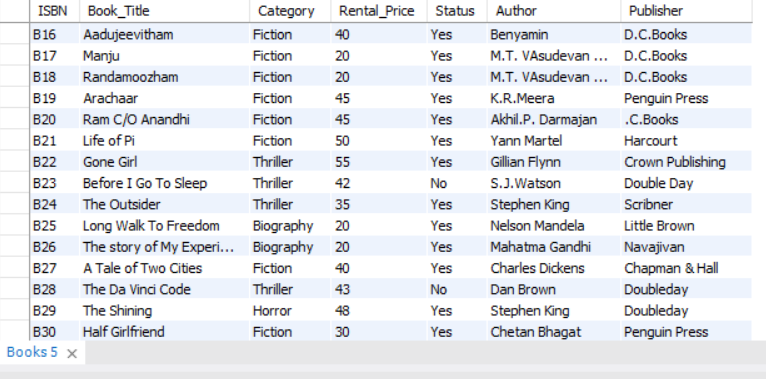 ISBN Book_Title Category Rental_Price Status Author Publisher
B16 Aadujeevitham Fiction 40 Yes Benyamin D.C.Books
B17 Manju Fiction 20 Yes M.T. VAsudevan ... D.C.Books
B18 Randamoozham Fiction 20 Yes M.T. VAsudevan ... D.C.Books
B19 Arachaar Fiction 45 Yes K.R.Meera Penguin Press
B20 Ram C/O Anandhi Fiction 45 Yes Akhil.P. Darmajan .C.Books
B21 Life of Pi Fiction 50 Yes Yann Martel Harcourt
B22 Gone Girl Thriller 55 Yes Gillian Flynn Crown Publishing
B23 Before I Go To Sleep Thriller 42 No S.J.Watson Double Day
B24 The Outsider Thriller 35 Yes Stephen King Scribner
B25 Long Walk To Freedom Biography 20 Yes Nelson Mandela Little Brown
B26 The story of My Experi... Biography 20 Yes Mahatma Gandhi Navajivan
B27 A Tale of Two Cities Fiction 40 Yes Charles Dickens Chapman & Hall
B28 The Da Vinci Code Thriller 43 No Dan Brown Doubleday
B29 The Shining Horror 48 Yes Stephen King Doubleday
B30 Half Girlfriend Fiction 30 Yes Chetan Bhagat Penguin Press
Books 5